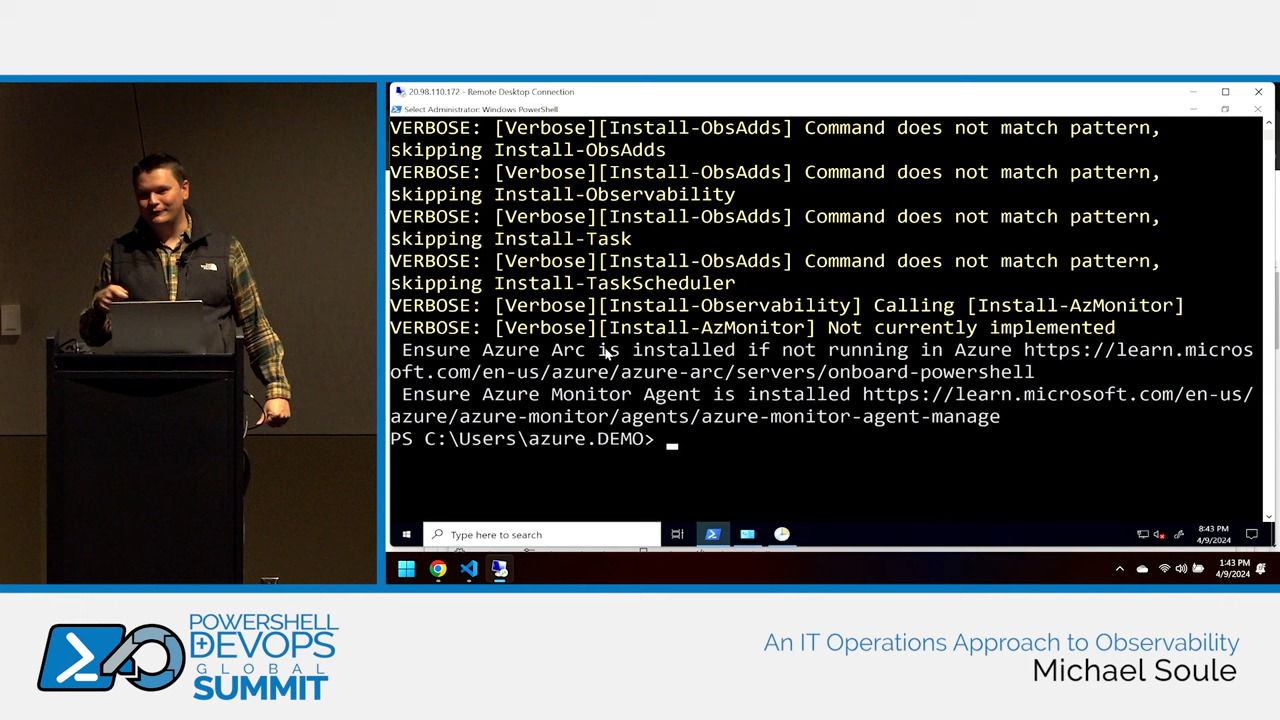 20.98.110.172 - Remote Desktop Connection
Select Administrator: Windows PowerShell
VERBOSE: [Verbose][Install-ObsAdds] Command does not match pattern,
skipping Install-ObsAdds
VERBOSE: [Verbose][Install-ObsAdds] Command does not match pattern,
skipping Install-Observability
VERBOSE: [Verbose][Install-ObsAdds] Command does not match pattern,
skipping Install-Task
VERBOSE: [Verbose][Install-ObsAdds] Command does not match pattern,
skipping Install-TaskScheduler
VERBOSE: [Verbose][Install-Observability] Calling [Install-AzMonitor]
VERBOSE: [Verbose][Install-AzMonitor] Not currently implemented
Ensure Azure Arc is installed if not running in Azure https://learn.micros
oft.com/en-us/azure/azure-arc/servers/onboard-powershell
Ensure Azure Monitor Agent is installed https://learn.microsoft.com/en-us/
azure/azure-monitor/agents/azure-monitor-agent-manage
PS C:\Users\azure.DEMO>
Type here to search
8:43 PM
4/9/2024
1:43 PM
4/9/2024
POWERSHELL
DEVOPS
GLOBAL
SUMMIT
An IT Operations Approach to Observability
Michael Soule